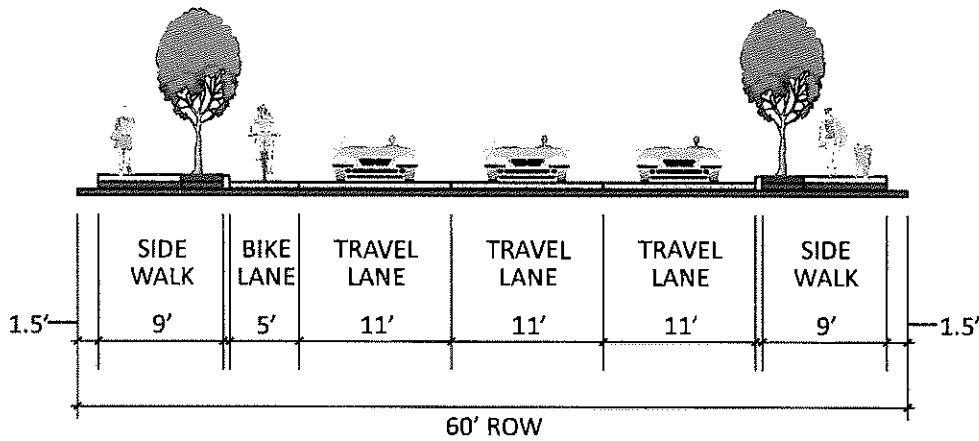 SIDE
WALK
BIKE
LANE
TRAVEL
LANE
TRAVEL
LANE
TRAVEL
LANE
SIDE
WALK
1.5'
9'
5'
11'
11'
11'
9'
1.5'
60' ROW